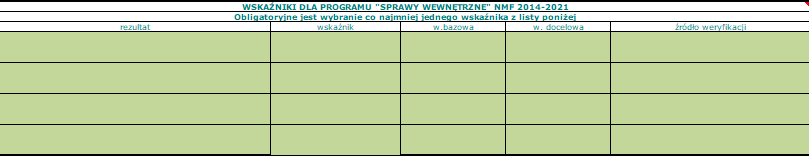 WSKAŹNIKI DLA PROGRAMU "SPRAWY WEWNĘTRZNE" NMF 2014-2021
Obligatoryjne jest wybranie co najmniej jednego wskaźnika z listy poniżej
rezultat wskaźnik w.bazowa w. docelowa źródło weryfikacji